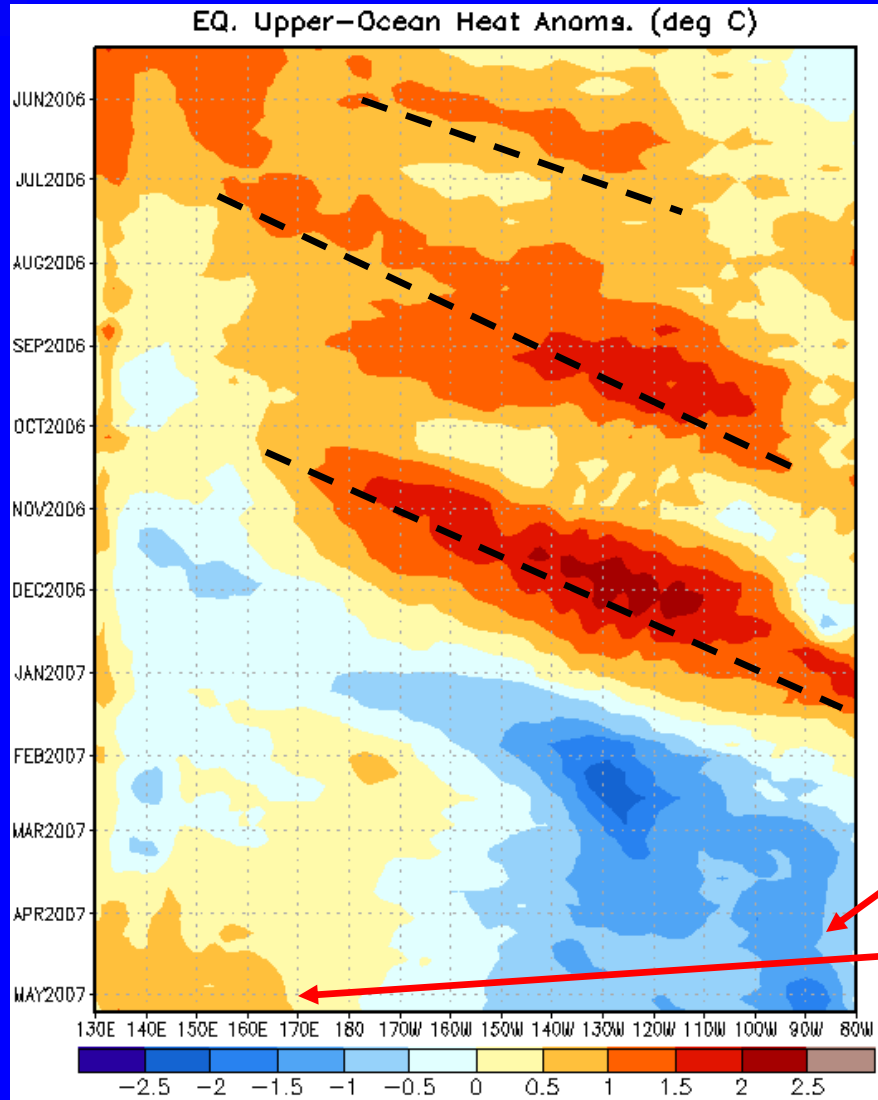 EQ. Upper-Ocean Heat Anoms. (deg C)
JUN2006
JUL2006
AUG2006
SEP2006
OCT2006
NOV2006
DEC2006
JAN2007
FEB2007
MAR2007
APR2007
MAY2007
130E 140E 150E 160E 170E 180 170W 160W 150W 140W 130W 120W 110W 100W 90W 80W
-2.5 -2 -1.5 -1 -0.5 0 0.5 1 1.5 2 2.5